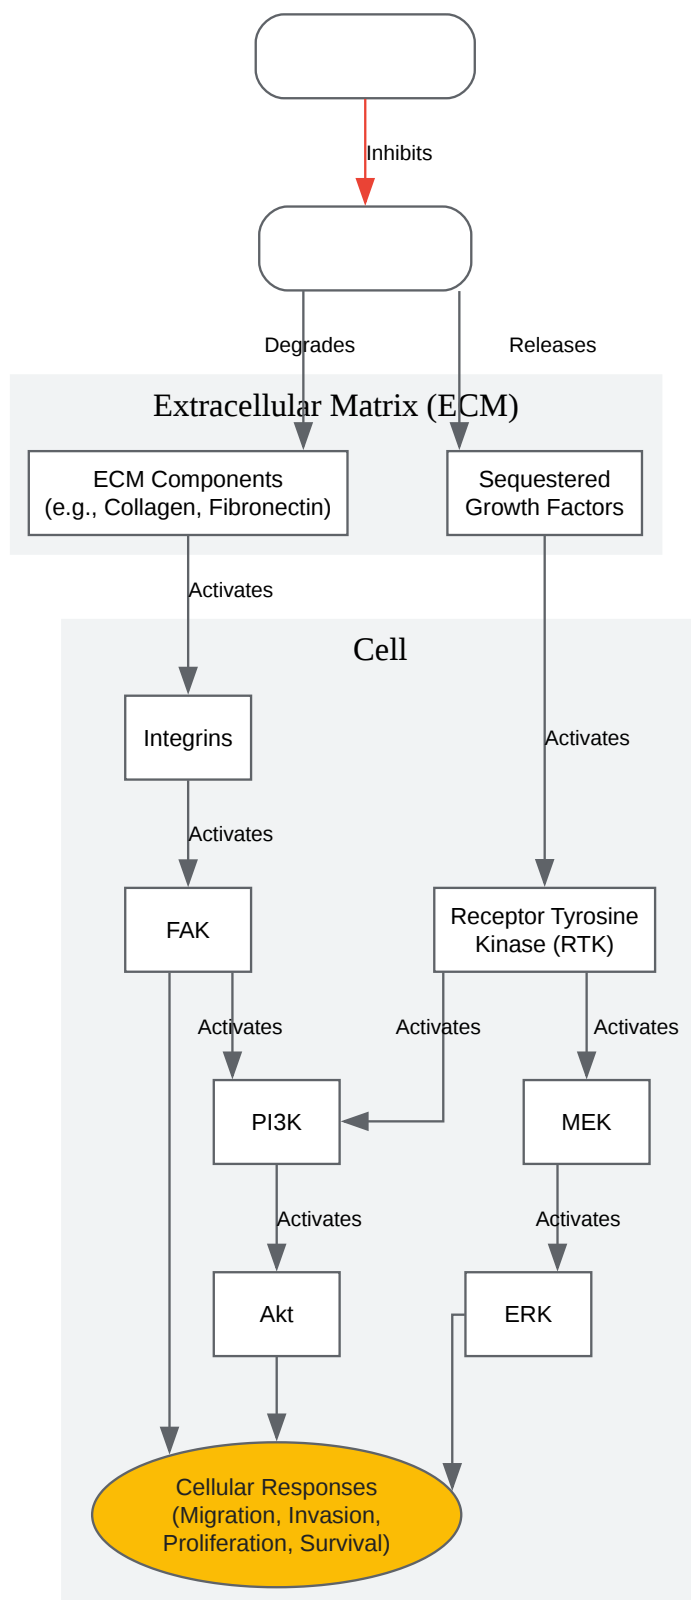 Inhibits
Degrades
Releases
Extracellular Matrix (ECM)
ECM Components
(e.g., Collagen, Fibronectin)
Sequestered
Growth Factors
Activates
Cell
Integrins
Activates
Activates
FAK
Receptor Tyrosine
Kinase (RTK)
Activates
Activates
Activates
PI3K
MEK
Activates
Activates
Akt
ERK
Cellular Responses
(Migration, Invasion,
Proliferation, Survival)